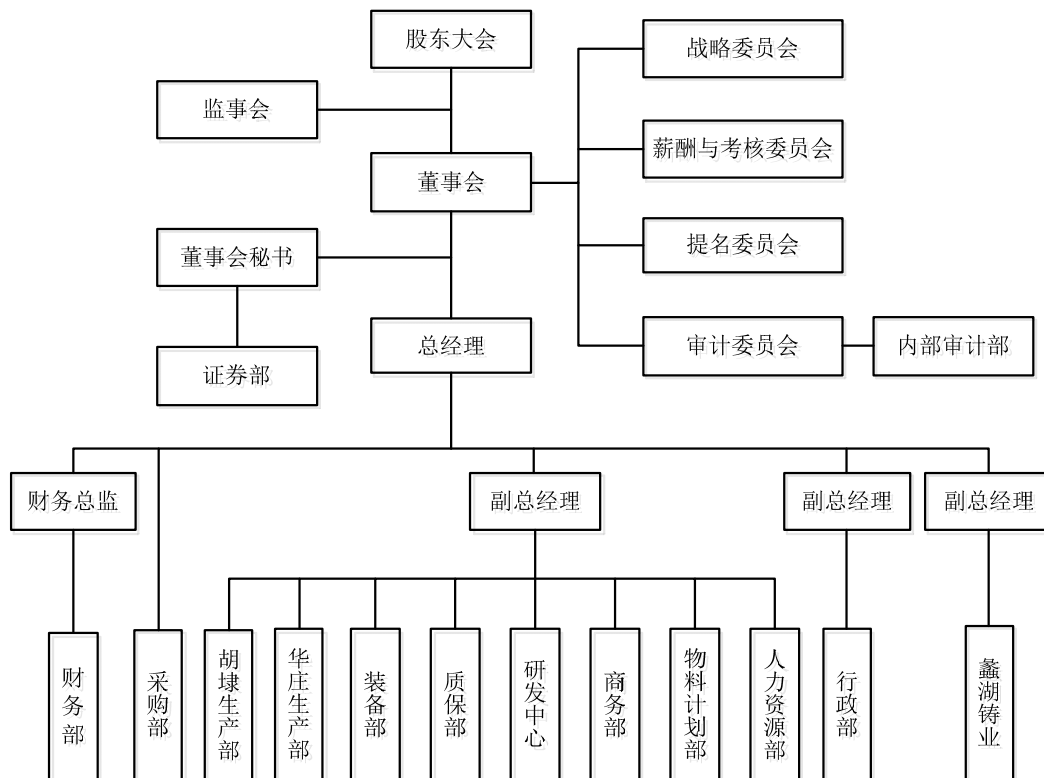 股东大会
战略委员会
监事会
薪酬与考核委员会
董事会
提名委员会
董事会秘书
总经理
审计委员会
内部审计部
证券部
财务总监
副总经理
副总经理
副总经理
财务部
采购部
胡埭生产部
华庄生产部
装备部
质保部
研发中心
商务部
物料计划部
人力资源部
行政部
蠡湖铸业